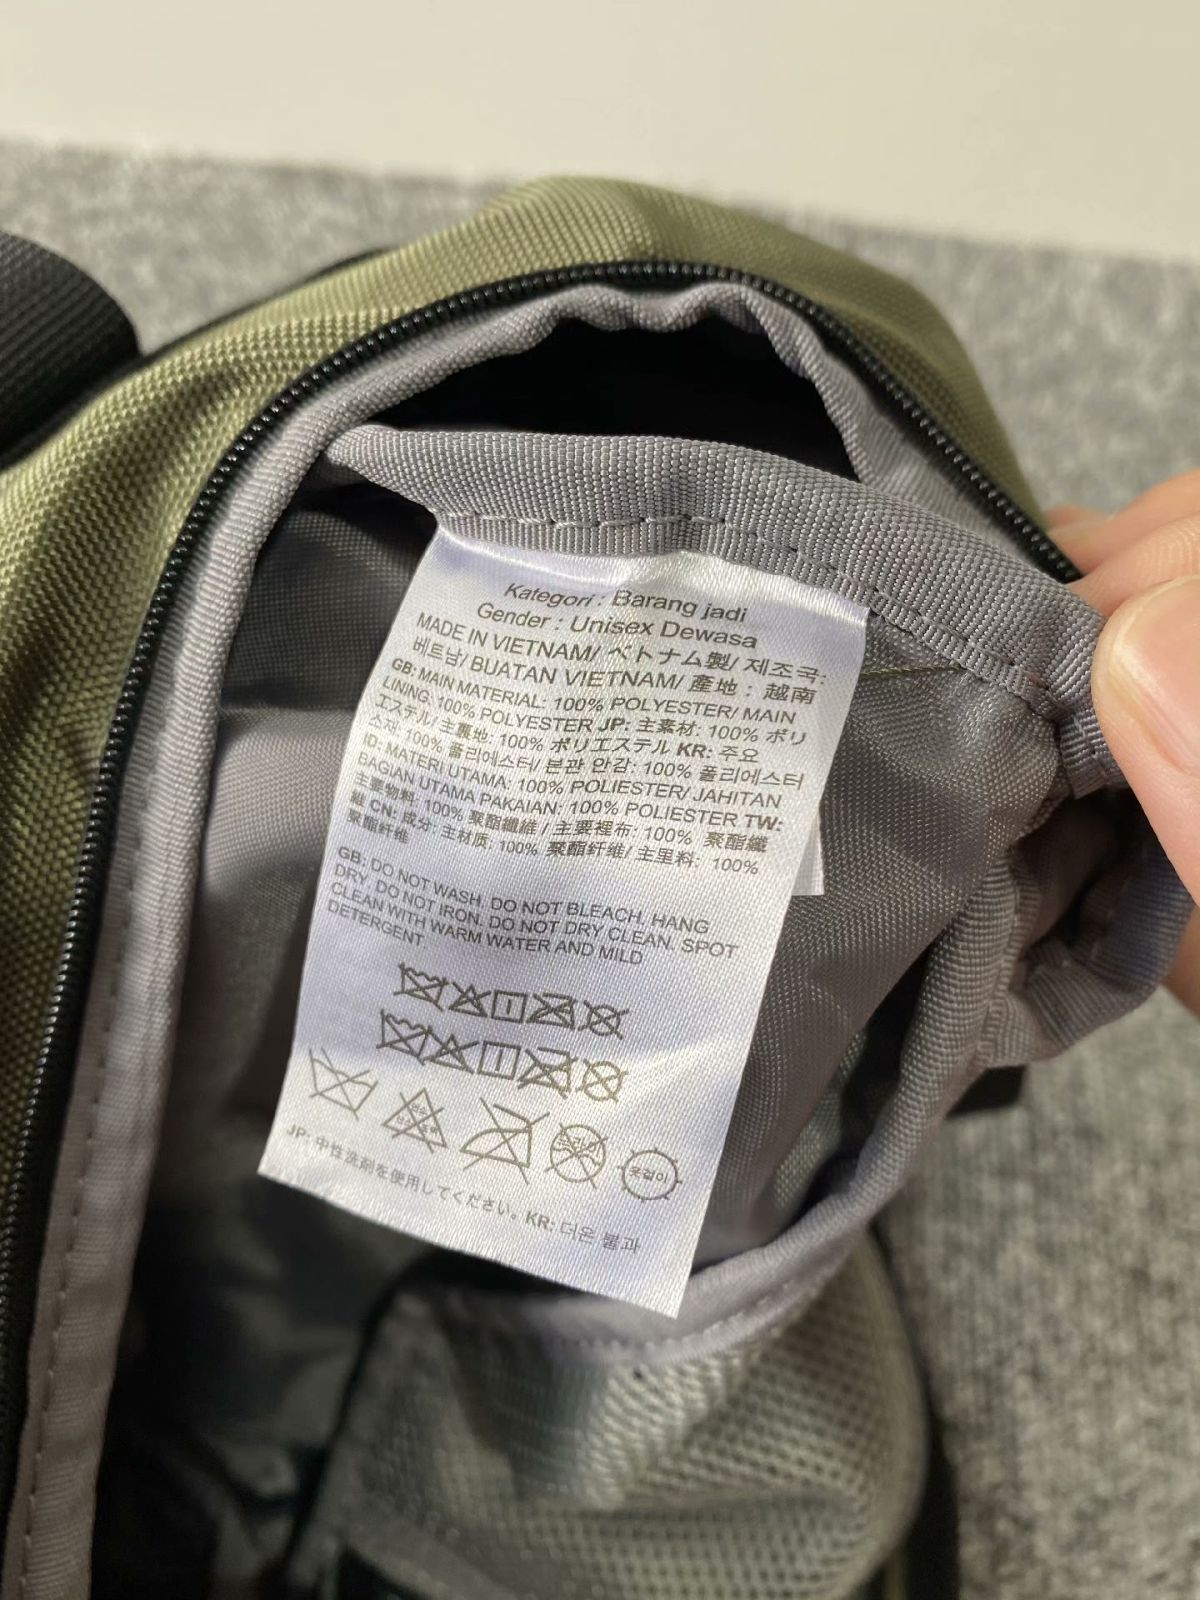 Kategori : Barang jadi
Gender : Unisex Dewasa
MADE IN VIETNAM/ ベトナム製/ 제조국:
베트남/ BUATAN VIETNAM/ 產地 : 越南
GB: MAIN MATERIAL: 100% POLYESTER/ MAIN
LINING: 100% POLYESTER JP: 主素材: 100% ポリ
エステル/ 主裏地: 100% ポリエステル KR: 주요
소재: 100% 폴리에스터/ 본관 안감: 100% 폴리에스터
ID: MATERI UTAMA: 100% POLIESTER/ JAHITAN
BAGIAN UTAMA PAKAIAN: 100% POLIESTER TW:
主要物料: 100% 聚酯纖維 / 主要裡布: 100% 聚酯纖
維 CN: 成分: 主材质: 100% 聚酯纤维/ 主里料: 100%
聚酯纤维
GB: DO NOT WASH. DO NOT BLEACH. HANG
DRY. DO NOT IRON. DO NOT DRY CLEAN. SPOT
CLEAN WITH WARM WATER AND MILD
DETERGENT
드라이
옷걸이
JP: 中性洗剤を使用してください。 KR: 더운 물과